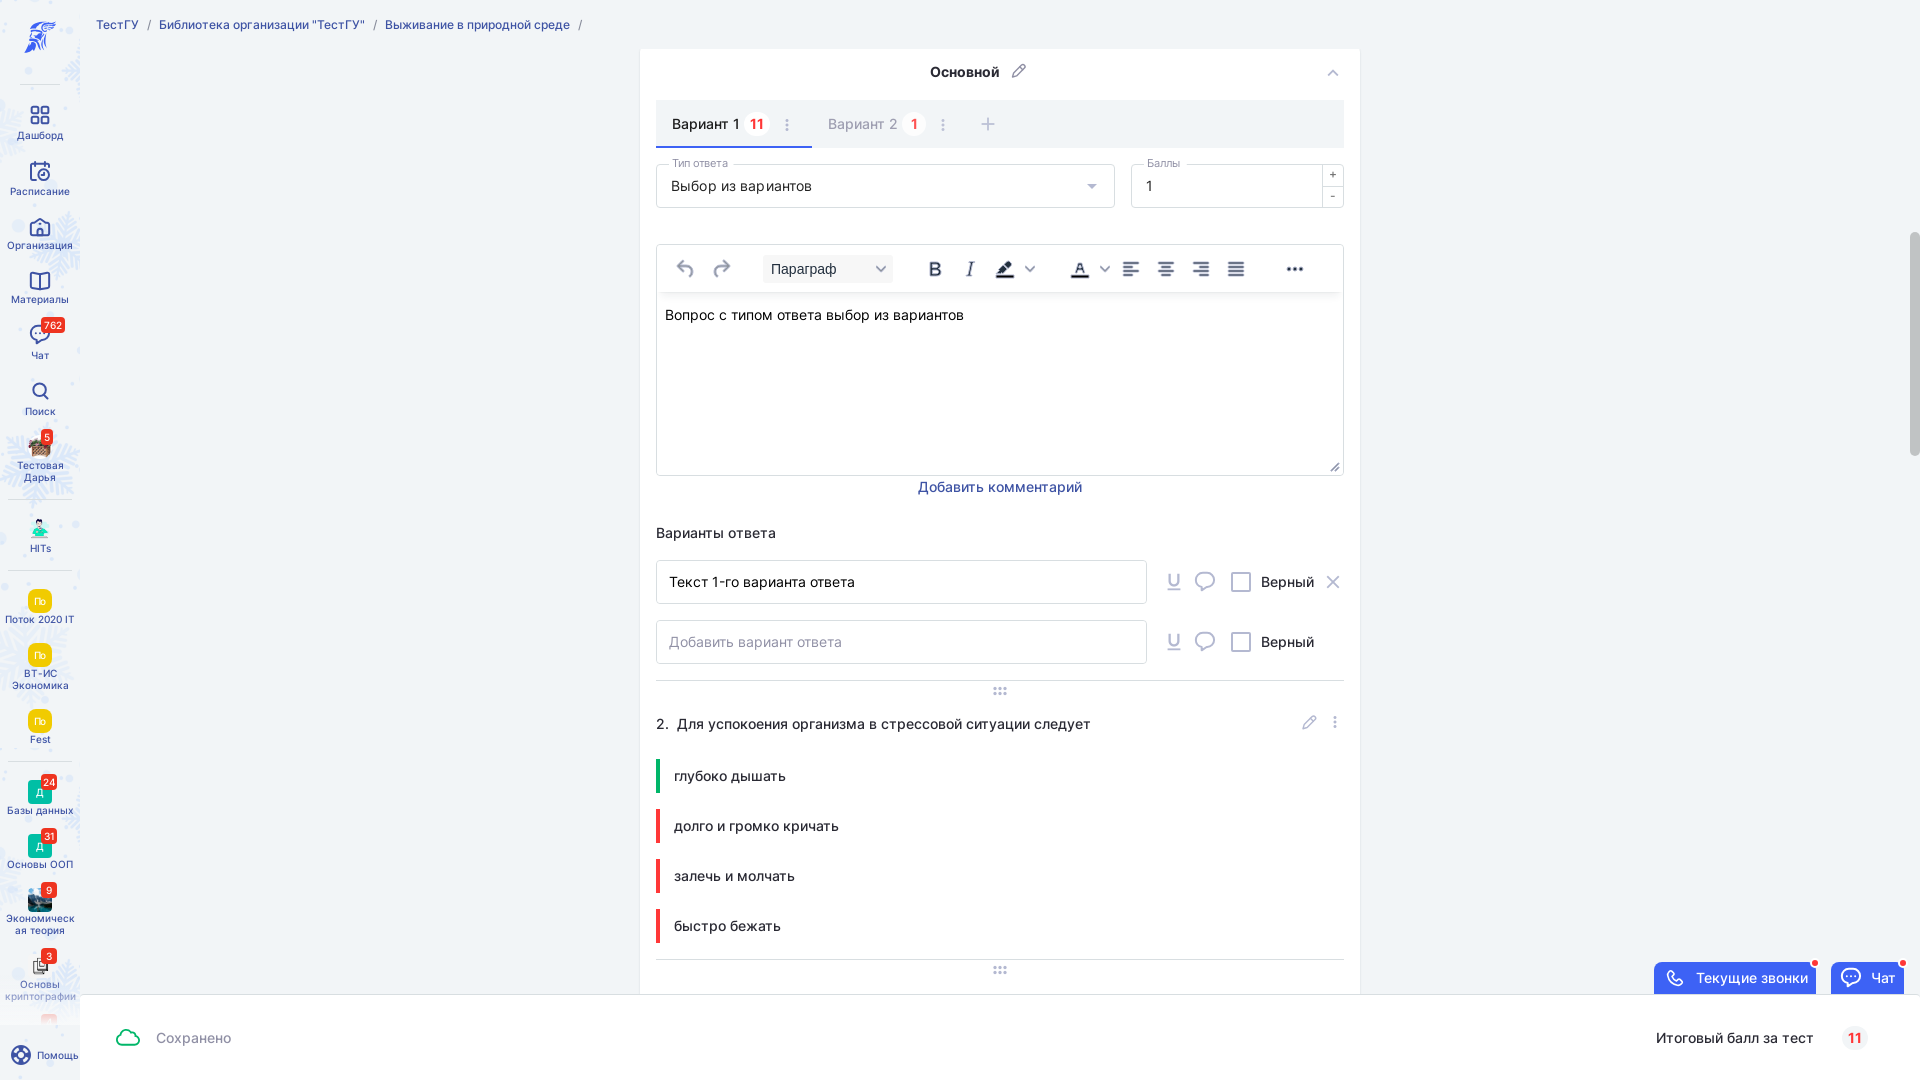 ТестГУ / Библиотека организации "ТестГУ" / Выживание в природной среде /
Дашборд
Расписание
Организация
Материалы
762
Чат
Поиск
5
Тестовая
Дарья
HITs
По
Поток 2020 IT
По
ВТ-ИС
Экономика
По
Fest
24
Д
Базы данных
31
Д
Основы ООП
9
Экономическ
ая теория
3
Основы
криптографии
Помощь
Основной
Вариант 1 11
Вариант 2 1
Тип ответа
Выбор из вариантов
Баллы
1
+
-
Параграф
B I A
Вопрос с типом ответа выбор из вариантов
Добавить комментарий
Варианты ответа
Текст 1-го варианта ответа
Верный
Добавить вариант ответа
Верный
2. Для успокоения организма в стрессовой ситуации следует
глубоко дышать
долго и громко кричать
залечь и молчать
быстро бежать
Текущие звонки
Чат
Сохранено
Итоговый балл за тест 11